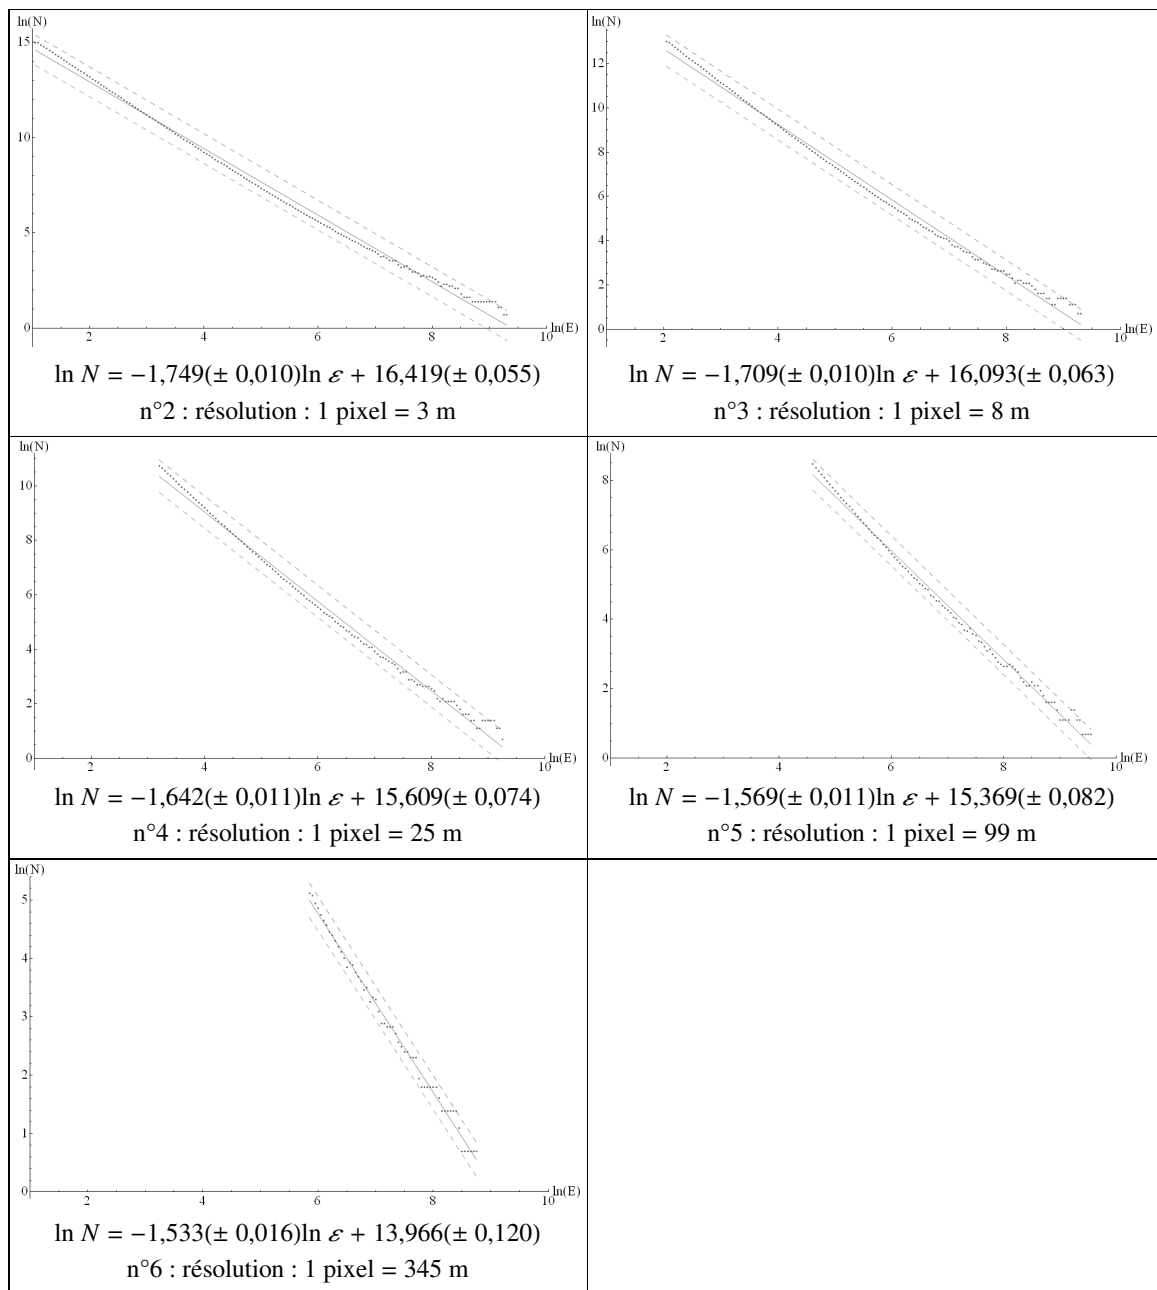 ln(N)
15
10
5
0
2
4
6
8
10
ln(E)
ln N = −1,749(± 0,010)ln ε + 16,419(± 0,055)
n°2 : résolution : 1 pixel = 3 m
ln(N)
12
10
8
6
4
2
0
2
4
6
8
10
ln(E)
ln N = −1,709(± 0,010)ln ε + 16,093(± 0,063)
n°3 : résolution : 1 pixel = 8 m
ln(N)
10
8
6
4
2
0
2
4
6
8
10
ln(E)
ln N = −1,642(± 0,011)ln ε + 15,609(± 0,074)
n°4 : résolution : 1 pixel = 25 m
ln(N)
8
6
4
2
0
2
4
6
8
10
ln(E)
ln N = −1,569(± 0,011)ln ε + 15,369(± 0,082)
n°5 : résolution : 1 pixel = 99 m
ln(N)
5
4
3
2
1
0
2
4
6
8
10
ln(E)
ln N = −1,533(± 0,016)ln ε + 13,966(± 0,120)
n°6 : résolution : 1 pixel = 345 m